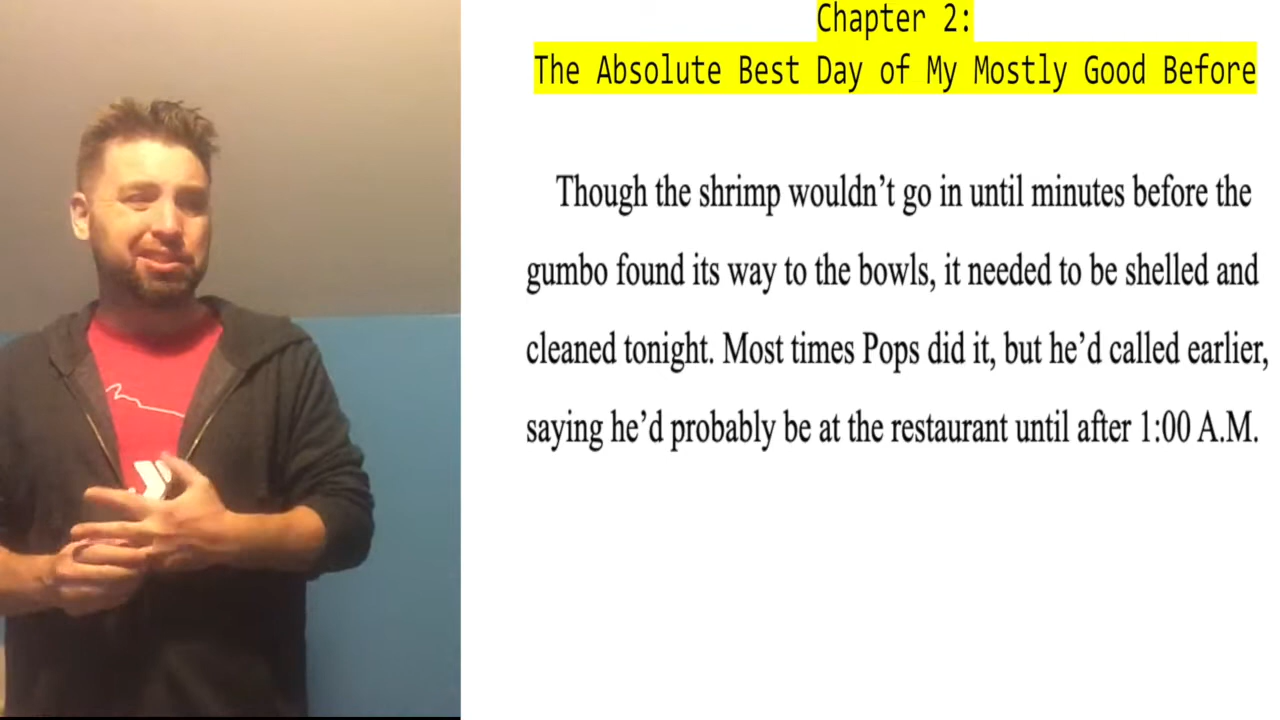 Chapter 2:
The Absolute Best Day of My Mostly Good Before
Though the shrimp wouldn’t go in until minutes before the
gumbo found its way to the bowls, it needed to be shelled and
cleaned tonight. Most times Pops did it, but he’d called earlier,
saying he’d probably be at the restaurant until after 1:00 A.M.